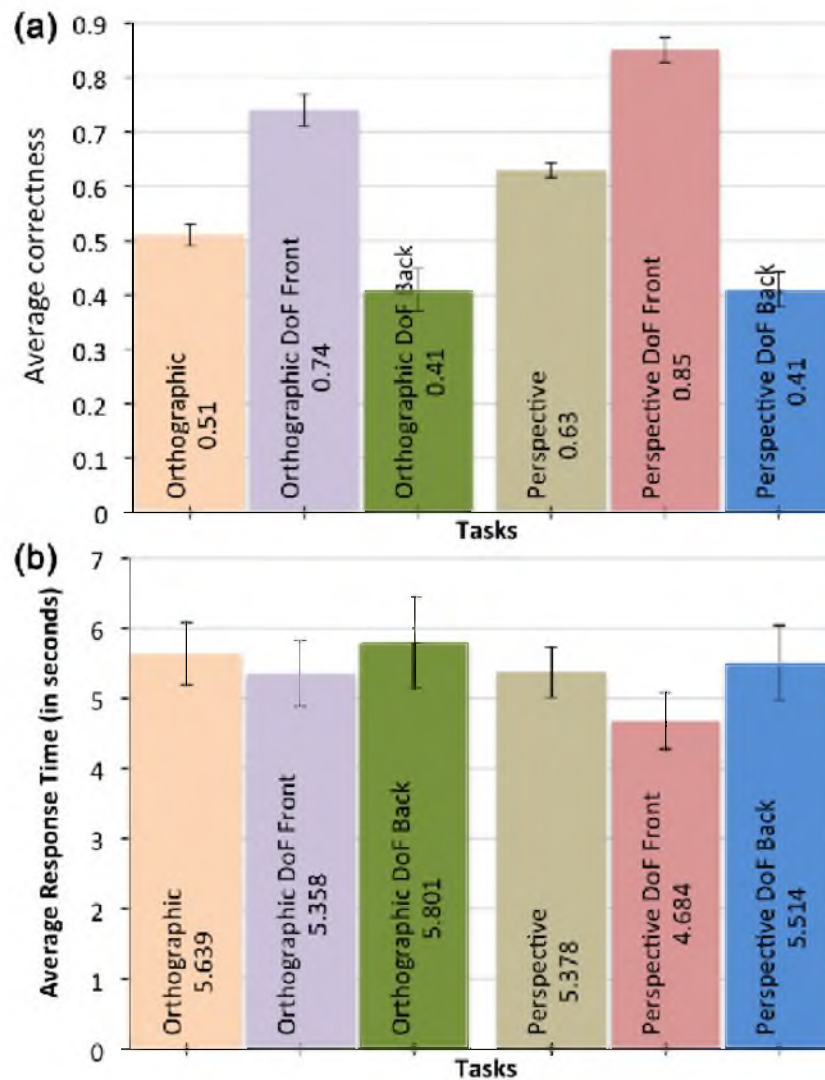 (a)
Average correctness
0.9
0.8
0.7
0.6
0.5
0.4
0.3
0.2
0.1
0
Orthographic
0.51
Orthographic DoF Front
0.74
Orthographic DoF Back
0.41
Perspective
0.63
Perspective DoF Front
0.85
Perspective DoF Back
0.41
Tasks
(b)
Average Response Time (in seconds)
7
6
5
4
3
2
1
0
Orthographic
5.639
Orthographic DoF Front
5.358
Orthographic DoF Back
5.801
Perspective
5.378
Perspective DoF Front
4.684
Perspective DoF Back
5.514
Tasks